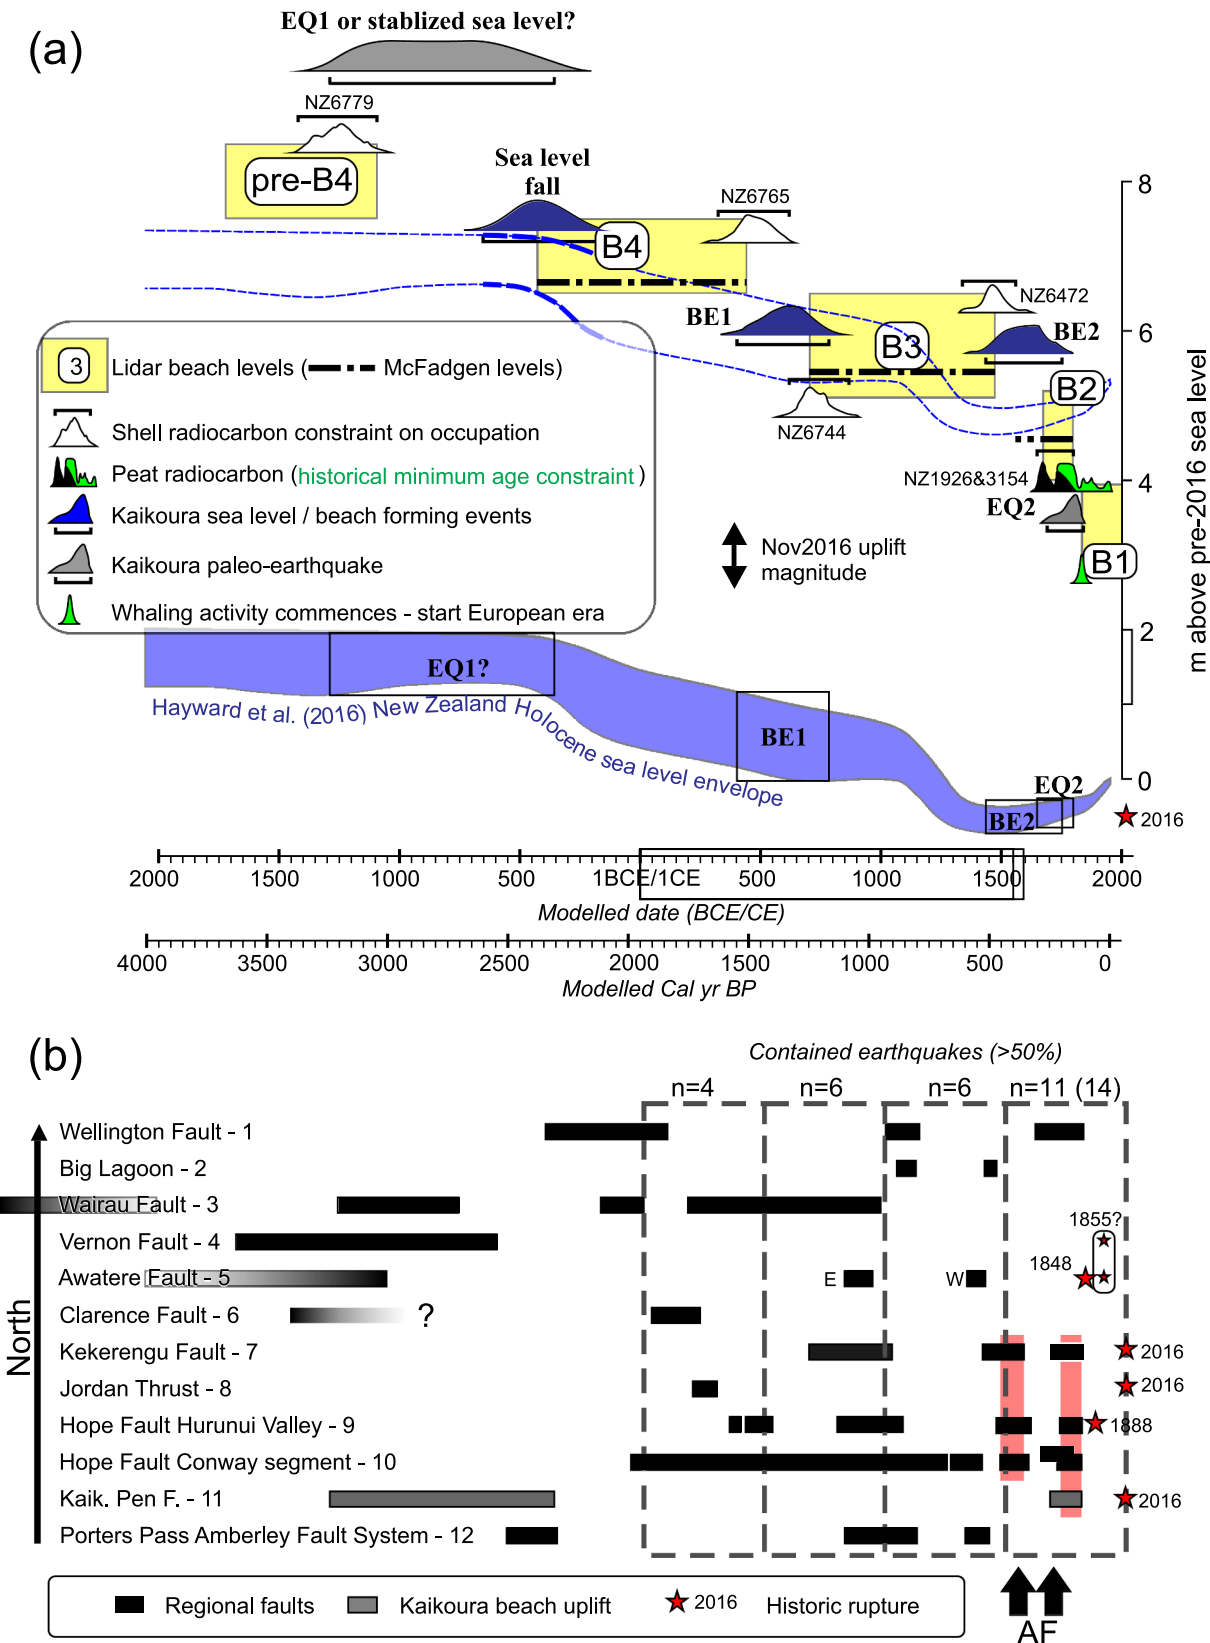 (a)
EQ1 or stablized sea level?
NZ6779
pre-B4
Sea level
fall
NZ6765
B4
8
BE1
NZ6472
BE2
6
B3
B2
NZ6744
3
Lidar beach levels (
McFadgen levels)
Shell radiocarbon constraint on occupation
Peat radiocarbon (historical minimum age constraint)
Kaikoura sea level / beach forming events
Kaikoura paleo-earthquake
Whaling activity commences - start European era
NZ1926&3154
EQ2
4
B1
Nov2016 uplift
magnitude
m above pre-2016 sea level
2
EQ1?
Hayward et al. (2016) New Zealand Holocene sea level envelope
BE1
0
EQ2
BE2
2016
2000 1500 1000 500 1BCE/1CE 500 1000 1500 2000
Modelled date (BCE/CE)
4000 3500 3000 2500 2000 1500 1000 500 0
Modelled Cal yr BP
(b)
Contained earthquakes (>50%)
n=4 n=6 n=6 n=11 (14)
North
Wellington Fault - 1
Big Lagoon - 2
Wairau Fault - 3
Vernon Fault - 4
1855?
Awatere Fault - 5
E
W
1848
Clarence Fault - 6
?
Kekerengu Fault - 7
2016
Jordan Thrust - 8
2016
Hope Fault Hurunui Valley - 9
1888
Hope Fault Conway segment - 10
Kaik. Pen F. - 11
2016
Porters Pass Amberley Fault System - 12
Regional faults
Kaikoura beach uplift
2016
Historic rupture
AF